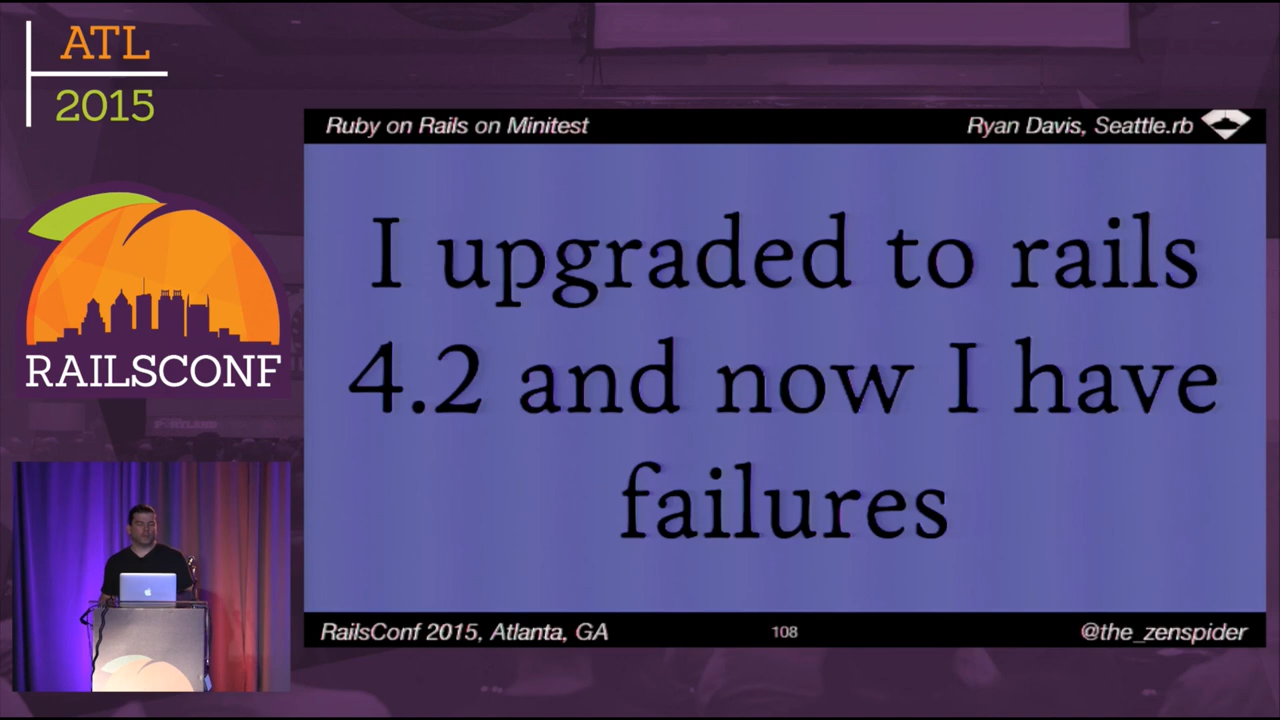 ATL
2015
RAILSCONF
Ruby on Rails on Minitest
Ryan Davis, Seattle.rb
I upgraded to rails
4.2 and now I have
failures
RailsConf 2015, Atlanta, GA
108
@the_zenspider